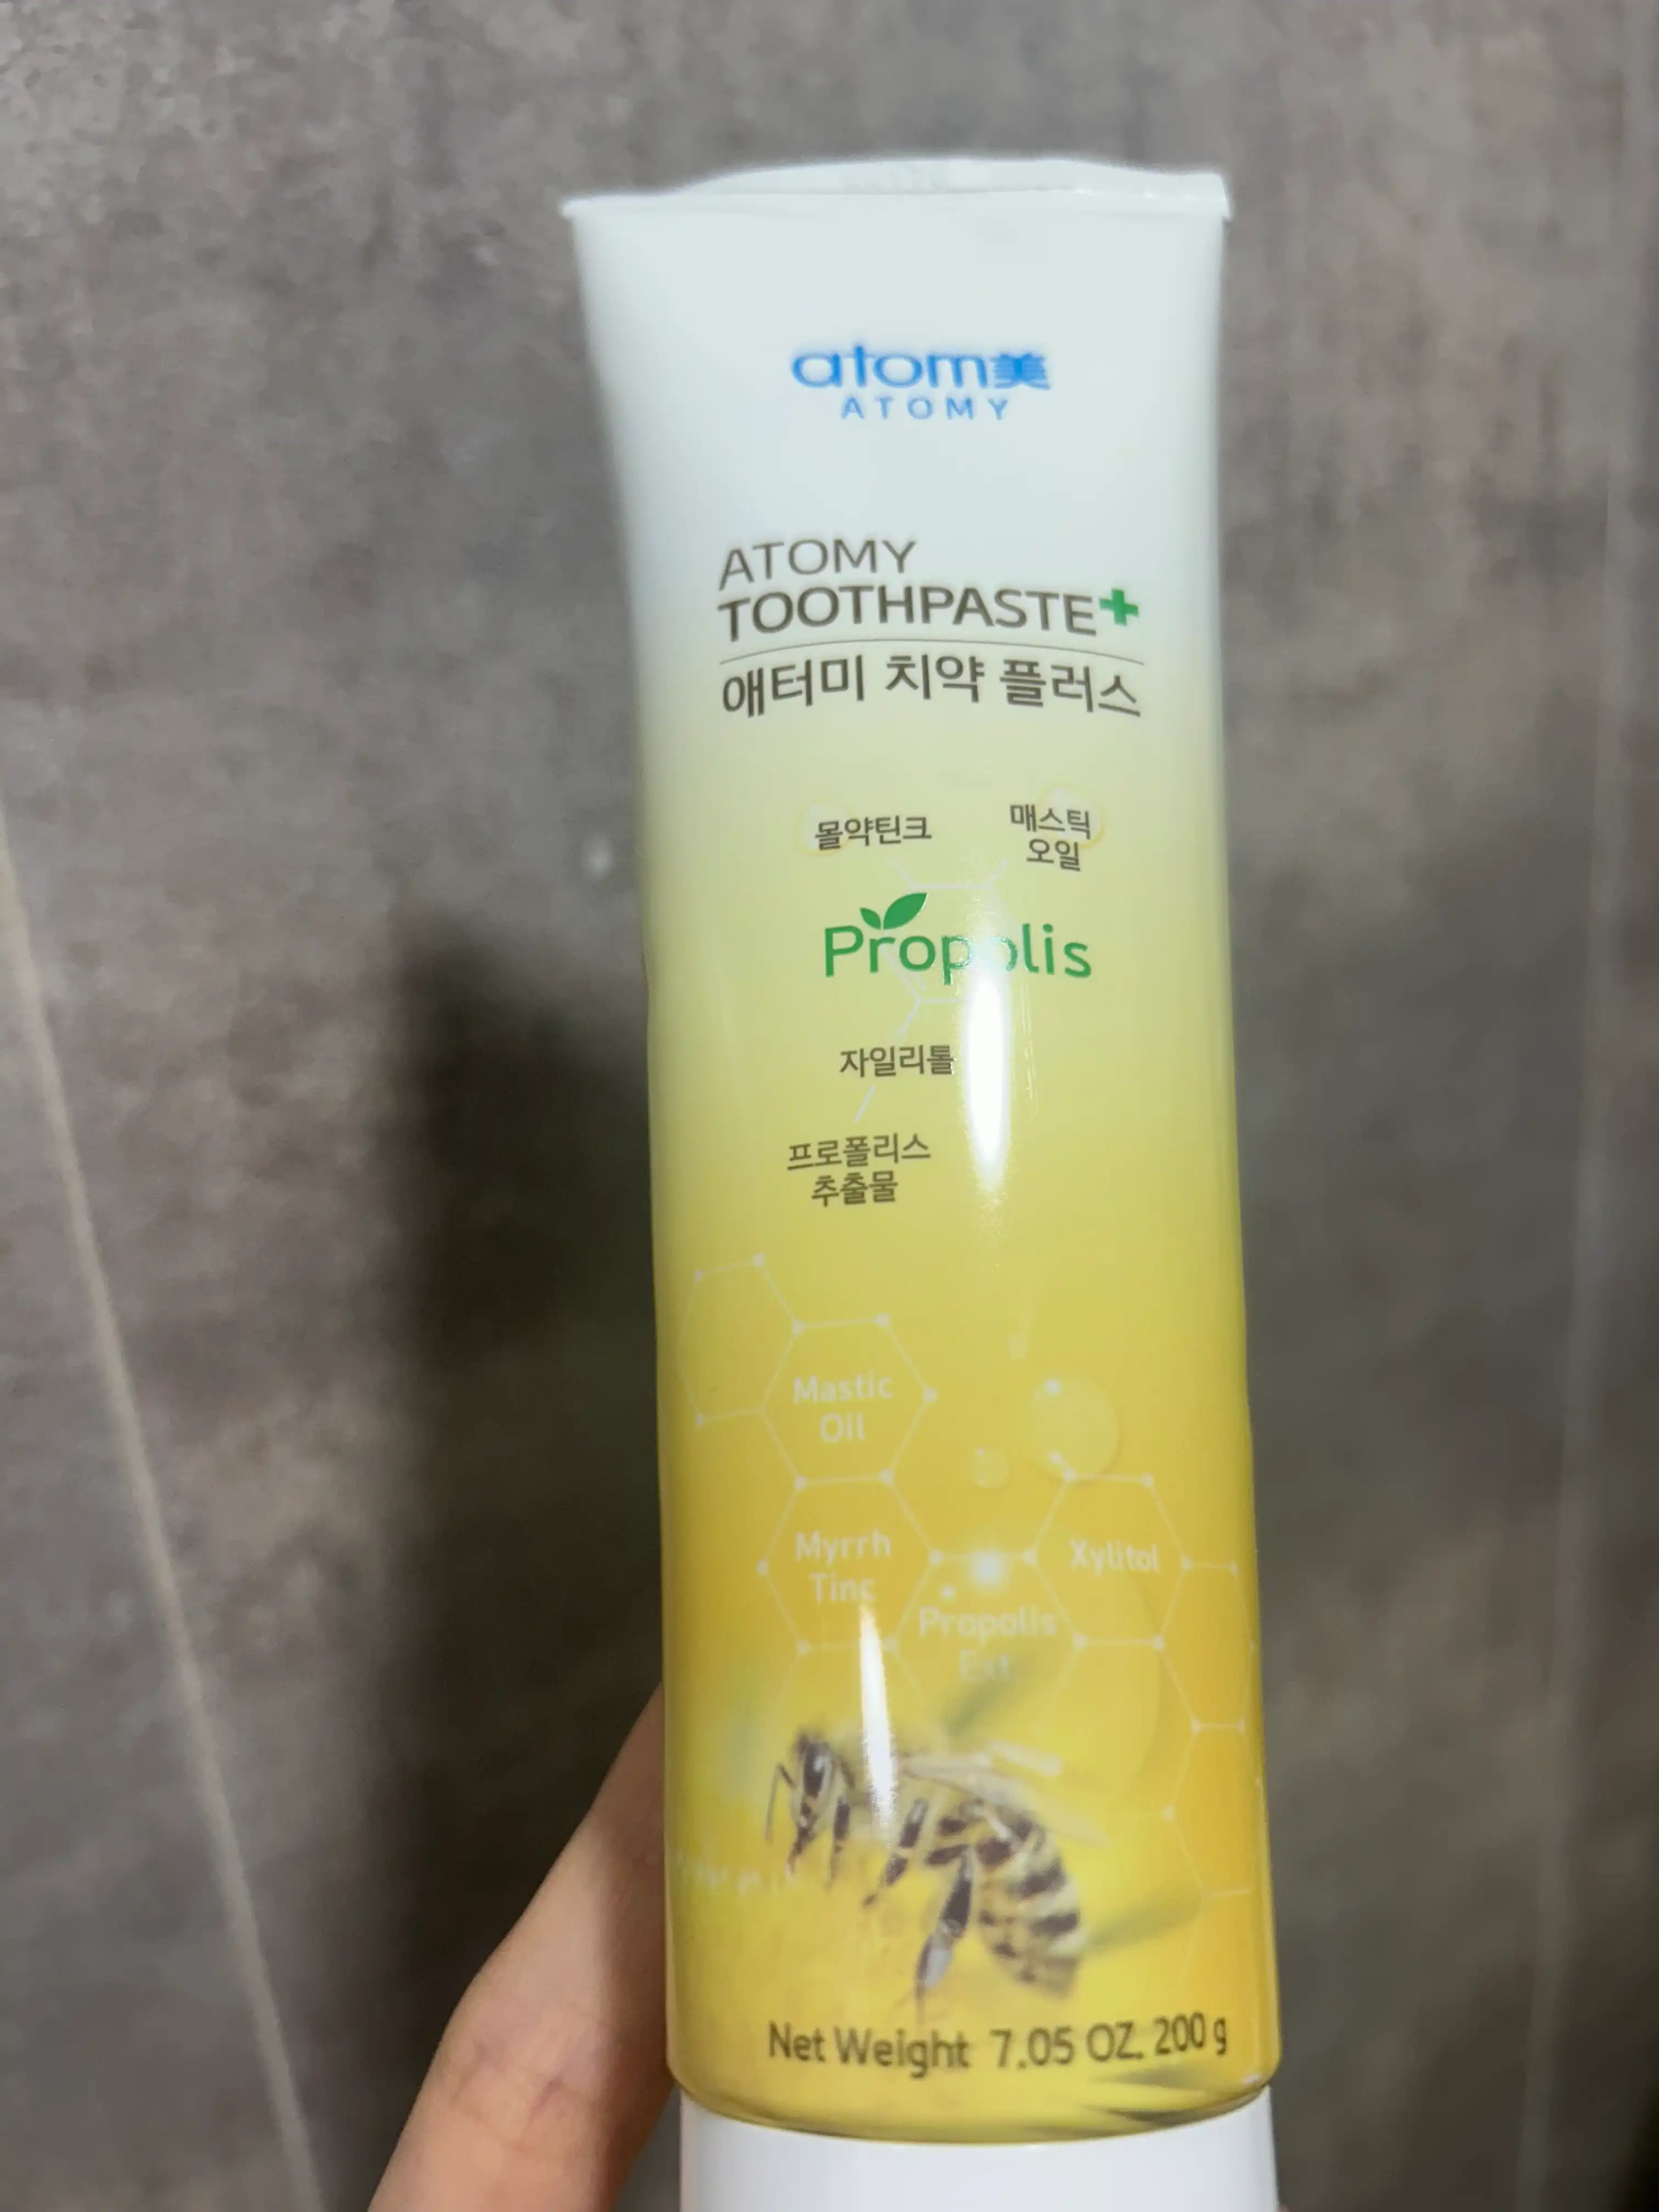 atom美
ATOMY
ATOMY
TOOTHPASTE+
애터미 치약 플러스
몰약틴크
매스틱
오일
Propolis
자일리톨
프로폴리스
추출물
Mastic
Oil
Myrrh
Tinc
Xylitol
Propolis
Ext
Net Weight 7.05 OZ. 200 g